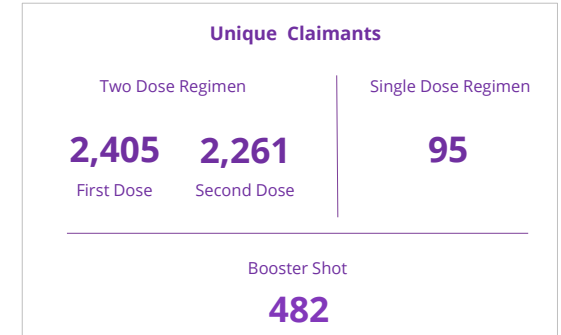 Unique Claimants
Two Dose Regimen
Single Dose Regimen
2,405
2,261
95
First Dose
Second Dose
Booster Shot
482